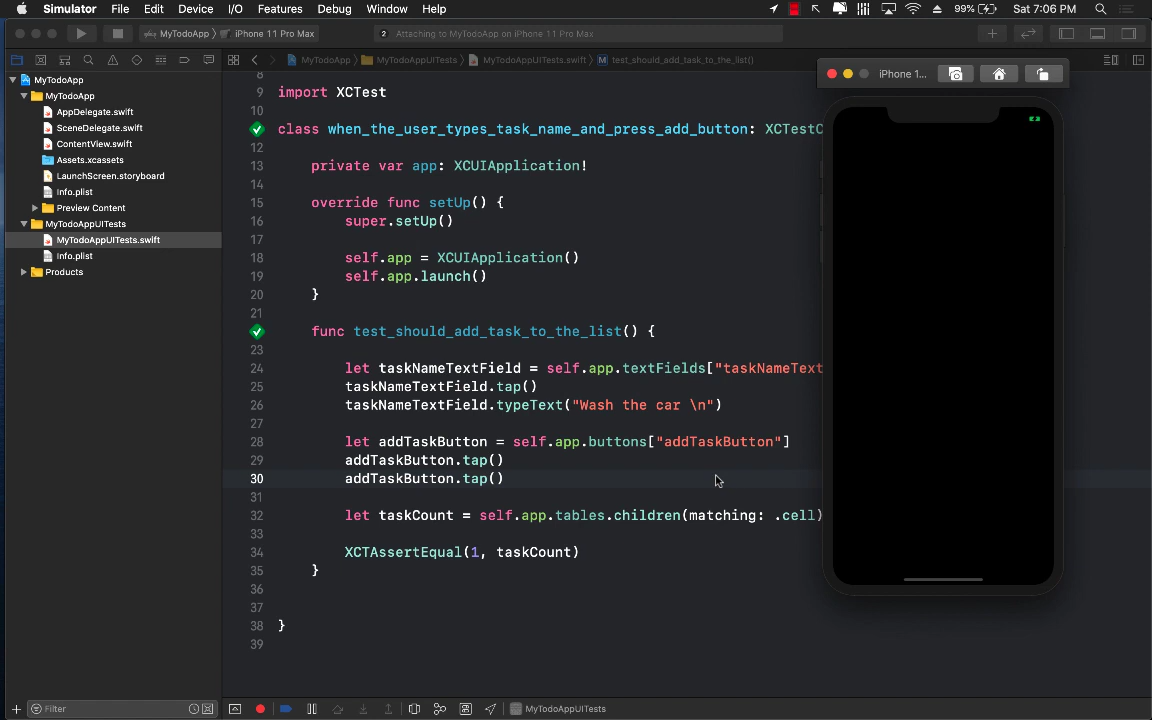 Simulator File Edit Device I/O Features Debug Window Help 99% Sat 7:06 PM
MyTodoApp iPhone 11 Pro Max 2 Attaching to MyTodoApp on iPhone 11 Pro Max
MyTodoApp MyTodoAppUITests MyTodoAppUITests.swift M test_should_add_task_to_the_list()
iPhone 1...
MyTodoApp
MyTodoApp
AppDelegate.swift
SceneDelegate.swift
ContentView.swift
Assets.xcassets
LaunchScreen.storyboard
Info.plist
Preview Content
MyTodoAppUITests
MyTodoAppUITests.swift
Info.plist
Products
8
9 import XCTest
10
class when_the_user_types_task_name_and_press_add_button: XCTestC
12
13 private var app: XCUIApplication!
14
15 override func setUp() {
16 super.setUp()
17
18 self.app = XCUIApplication()
19 self.app.launch()
20 }
21
func test_should_add_task_to_the_list() {
23
24 let taskNameTextField = self.app.textFields["taskNameText
25 taskNameTextField.tap()
26 taskNameTextField.typeText("Wash the car \n")
27
28 let addTaskButton = self.app.buttons["addTaskButton"]
29 addTaskButton.tap()
30 addTaskButton.tap()
31
32 let taskCount = self.app.tables.children(matching: .cell)
33
34 XCTAssertEqual(1, taskCount)
35 }
36
37
38 }
39
Filter
MyTodoAppUITests